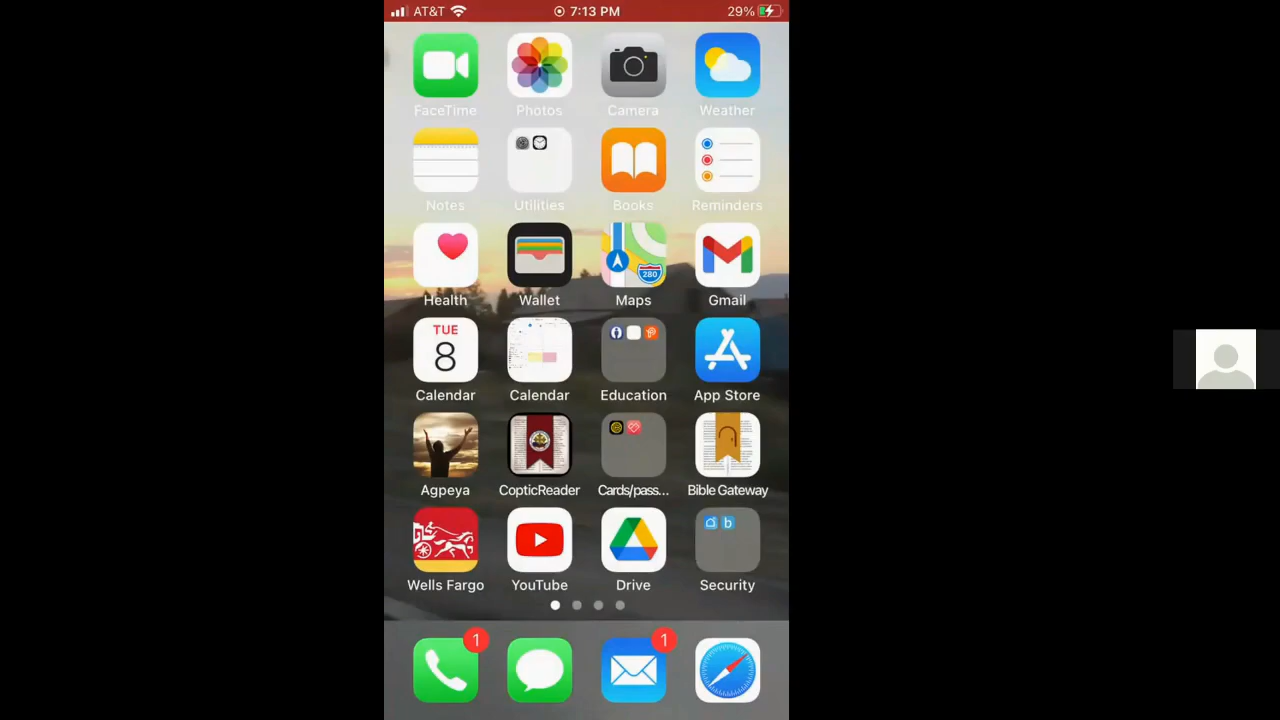 AT&T 7:13 PM 29%
FaceTime Photos Camera Weather
Notes Utilities Books Reminders
280
Health Wallet Maps Gmail
TUE
8
Calendar Calendar Education App Store
Agpeya CopticReader Cards/pass... Bible Gateway
b
Wells Fargo YouTube Drive Security
1 1